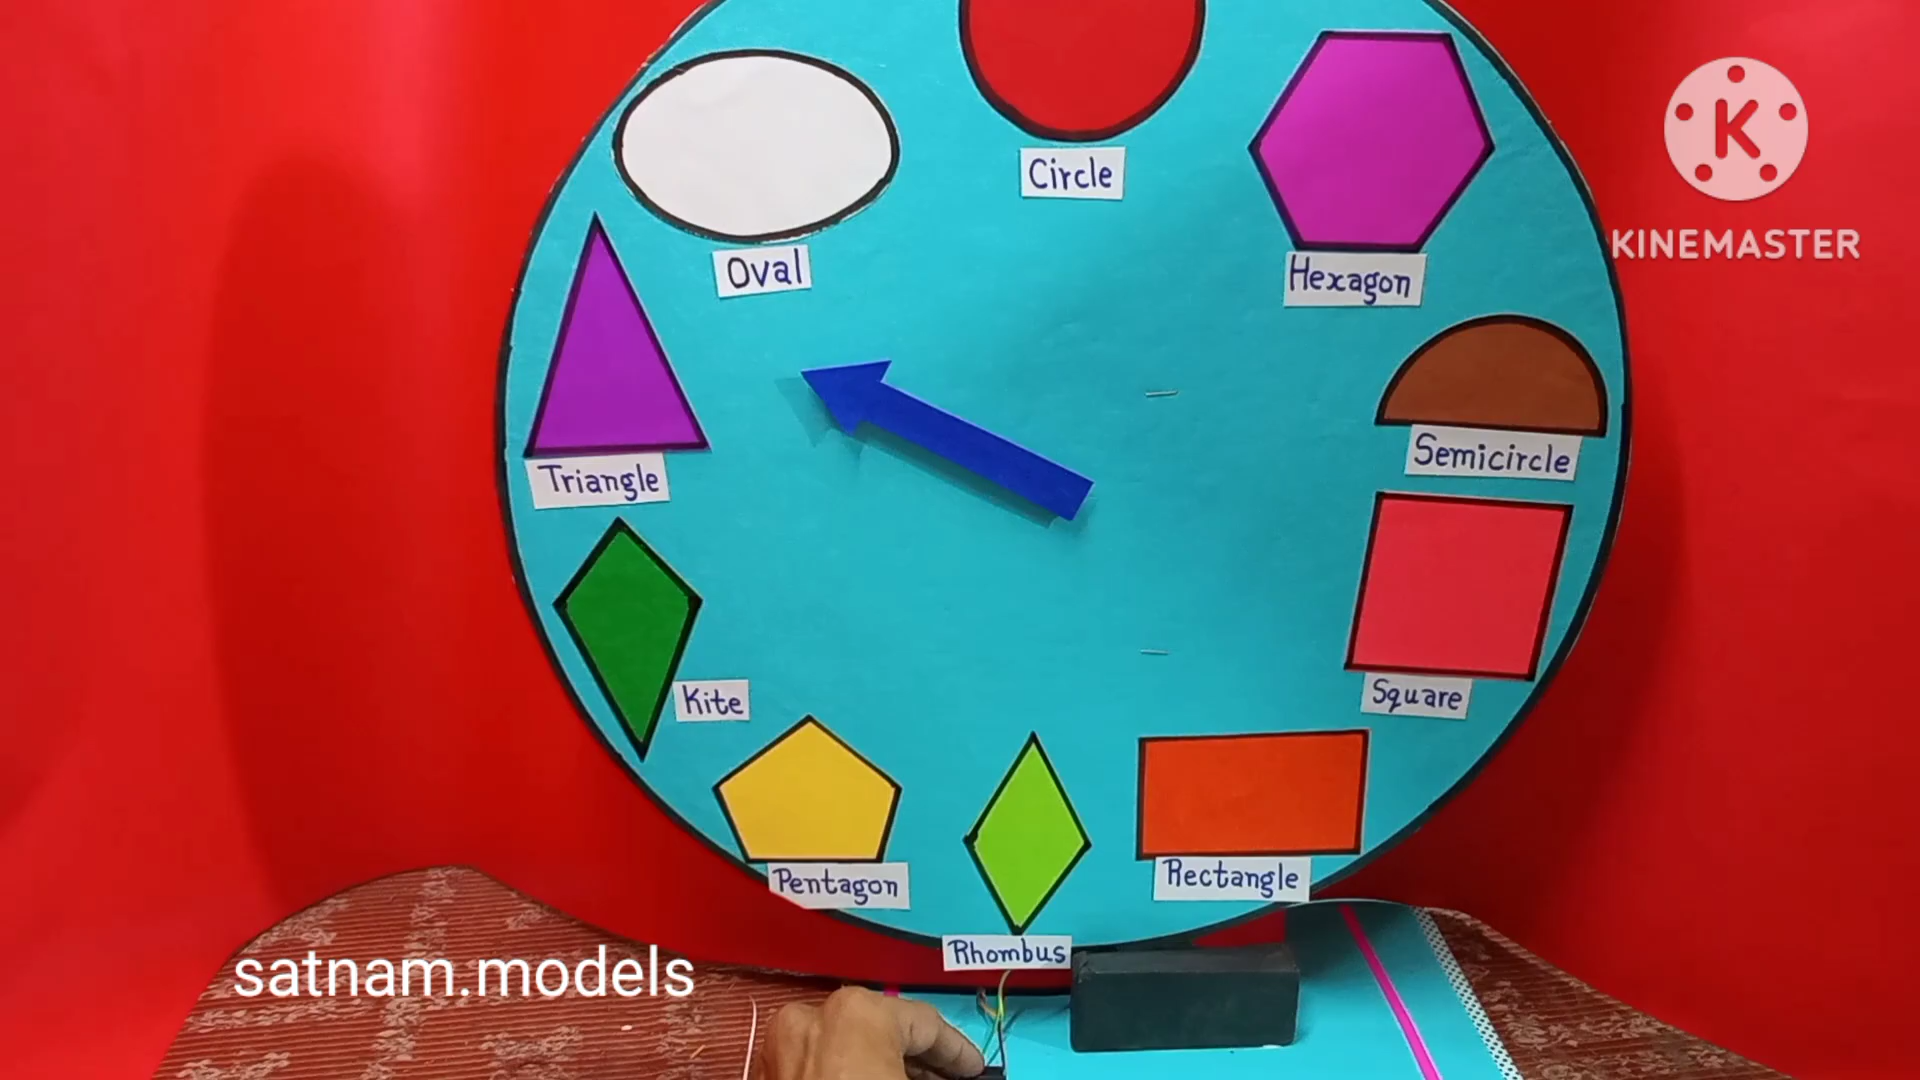 Circle
K
KINEMASTER
Oval
Hexagon
Triangle
Semicircle
Kite
Square
Pentagon
Rectangle
Rhombus
satnam.models